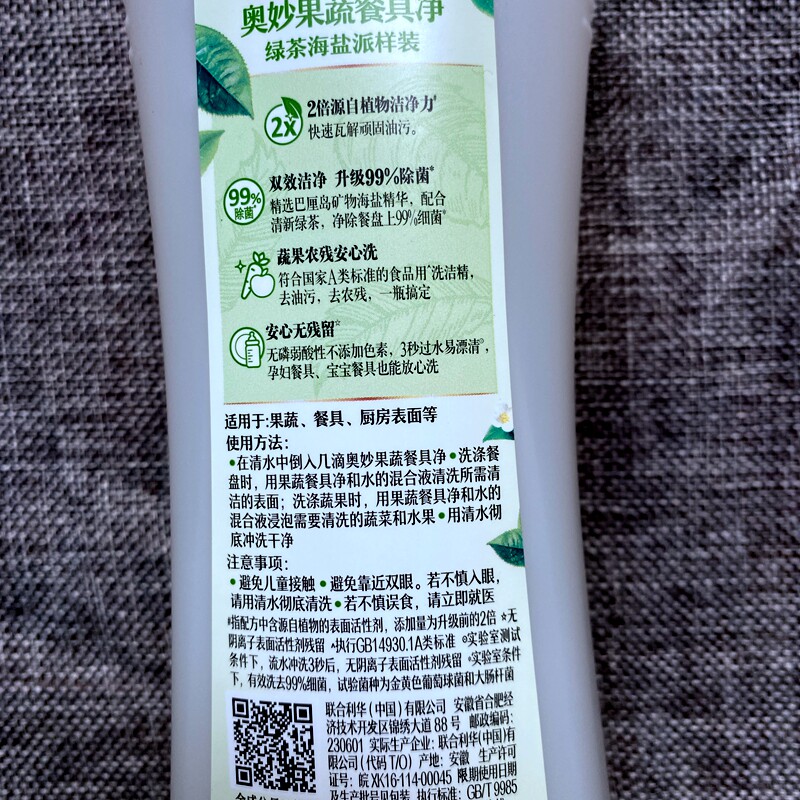 奥妙果蔬餐具净
绿茶海盐派样装
2X
2倍源自植物洁净力#
快速瓦解顽固油污。
99%
除菌*
双效洁净 升级99%除菌*
精选巴厘岛矿物海盐精华，配合
清新绿茶，净除餐盘上99%细菌*
蔬果农残安心洗
符合国家A类标准的食品用^洗洁精，
去油污，去农残，一瓶搞定
安心无残留☆
无磷弱酸性不添加色素，3秒过水易漂清◎，
孕妇餐具、宝宝餐具也能放心洗
适用于:果蔬、餐具、厨房表面等
使用方法:
•在清水中倒入几滴奥妙果蔬餐具净•洗涤餐
盘时，用果蔬餐具净和水的混合液清洗所需清
洁的表面；洗涤蔬果时，用果蔬餐具净和水的
混合液浸泡需要清洗的蔬菜和水果•用清水彻
底冲洗干净
注意事项:
•避免儿童接触•避免靠近双眼。若不慎入眼，
请用清水彻底清洗•若不慎误食，请立即就医
#指配方中含源自植物的表面活性剂，添加量为升级前的2倍 ☆无
阴离子表面活性剂残留 ^执行GB14930.1A类标准 ◎实验室测试
条件下，流水冲洗3秒后，无阴离子表面活性剂残留 *实验室条件
下，有效洗去99%细菌，试验菌种为金黄色葡萄球菌和大肠杆菌
联合利华(中国)有限公司 安徽省合肥经
济技术开发区锦绣大道88号 邮政编码:
230601 实际生产企业: 联合利华(中国)有
限公司(代码T/O) 产地: 安徽 生产许可
证号: 皖XK16-114-00045 限期使用日期
及生产批号见包装 执行标准: GB/T 9985